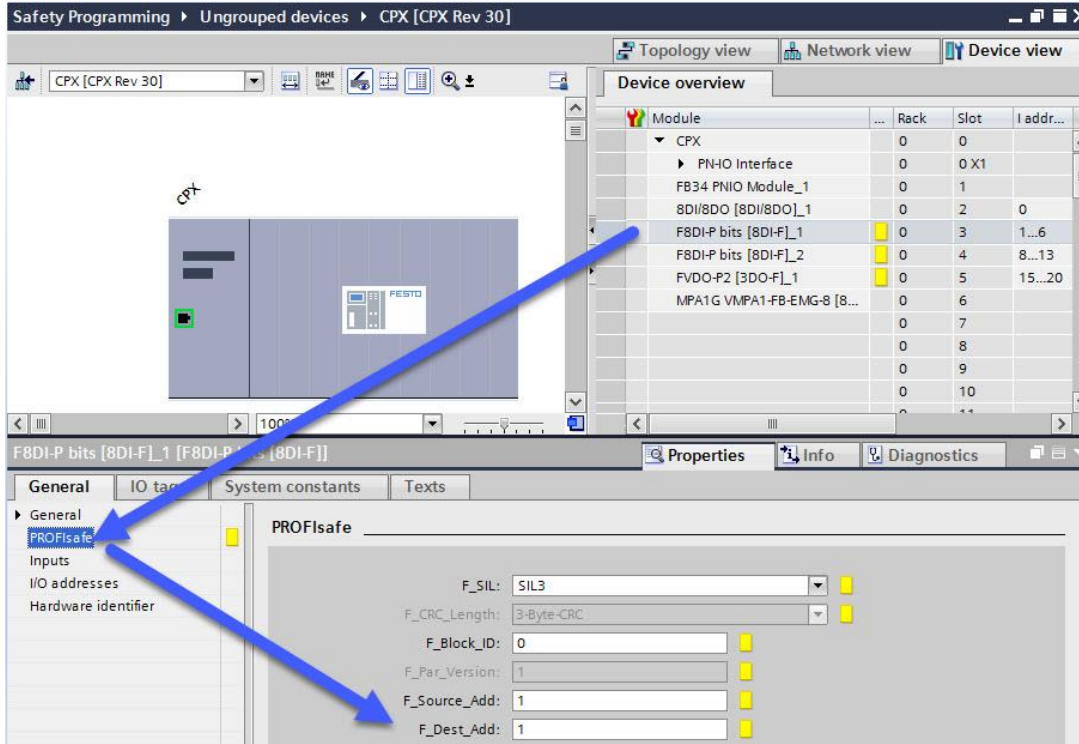 Safety Programming ▸ Ungrouped devices ▸ CPX [CPX Rev 30]
Topology view Network view Device view
CPX [CPX Rev 30] Device overview
Module ... Rack Slot I addr...
CPX 0 0
PN-IO Interface 0 0 X1
FB34 PNIO Module_1 0 1
8DI/8DO [8DI/8DO]_1 0 2 0
F8DI-P bits [8DI-F]_1 0 3 1...6
F8DI-P bits [8DI-F]_2 0 4 8...13
FVDO-P2 [3DO-F]_1 0 5 15...20
MPA1G VMPA1-FB-EMG-8 [8... 0 6
0 7
0 8
0 9
0 10
CPX
FESTO
F8DI-P bits [8DI-F]_1 [F8DI-P bits [8DI-F]]
Properties Info Diagnostics
General IO tags System constants Texts
General
PROFIsafe
Inputs
I/O addresses
Hardware identifier
PROFIsafe
F_SIL: SIL3
F_CRC_Length: 3-Byte-CRC
F_Block_ID: 0
F_Par_Version: 1
F_Source_Add: 1
F_Dest_Add: 1